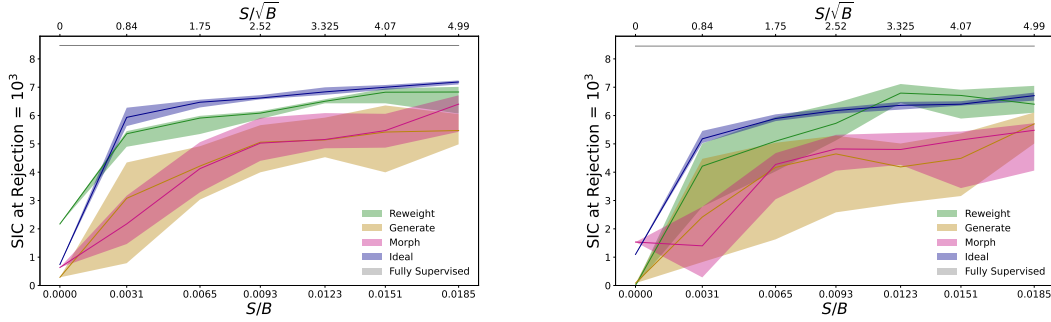 S/√B
0 0.84 1.75 2.52 3.325 4.07 4.99
SIC at Rejection = 10³
8
7
6
5
4
3
2
1
0
Reweight
Generate
Morph
Ideal
Fully Supervised
0.0000 0.0031 0.0065 0.0093 0.0123 0.0151 0.0185
S/B
S/√B
0 0.84 1.75 2.52 3.325 4.07 4.99
SIC at Rejection = 10³
8
7
6
5
4
3
2
1
0
Reweight
Generate
Morph
Ideal
Fully Supervised
0.0000 0.0031 0.0065 0.0093 0.0123 0.0151 0.0185
S/B